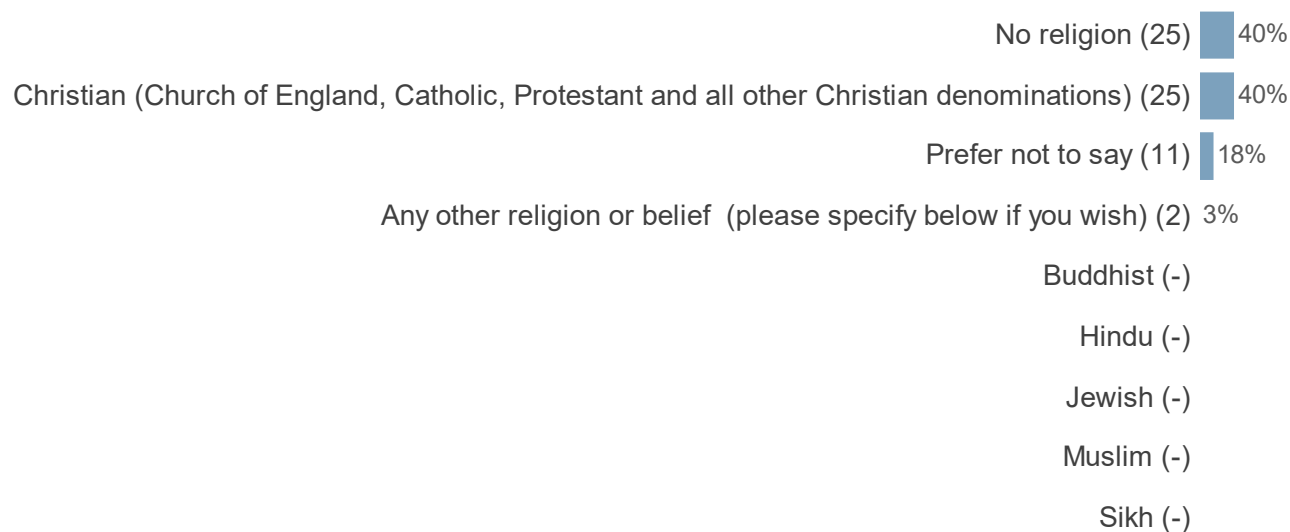 No religion (25) 40%
Christian (Church of England, Catholic, Protestant and all other Christian denominations) (25) 40%
Prefer not to say (11) 18%
Any other religion or belief  (please specify below if you wish) (2) 3%
Buddhist (-)
Hindu (-)
Jewish (-)
Muslim (-)
Sikh (-)